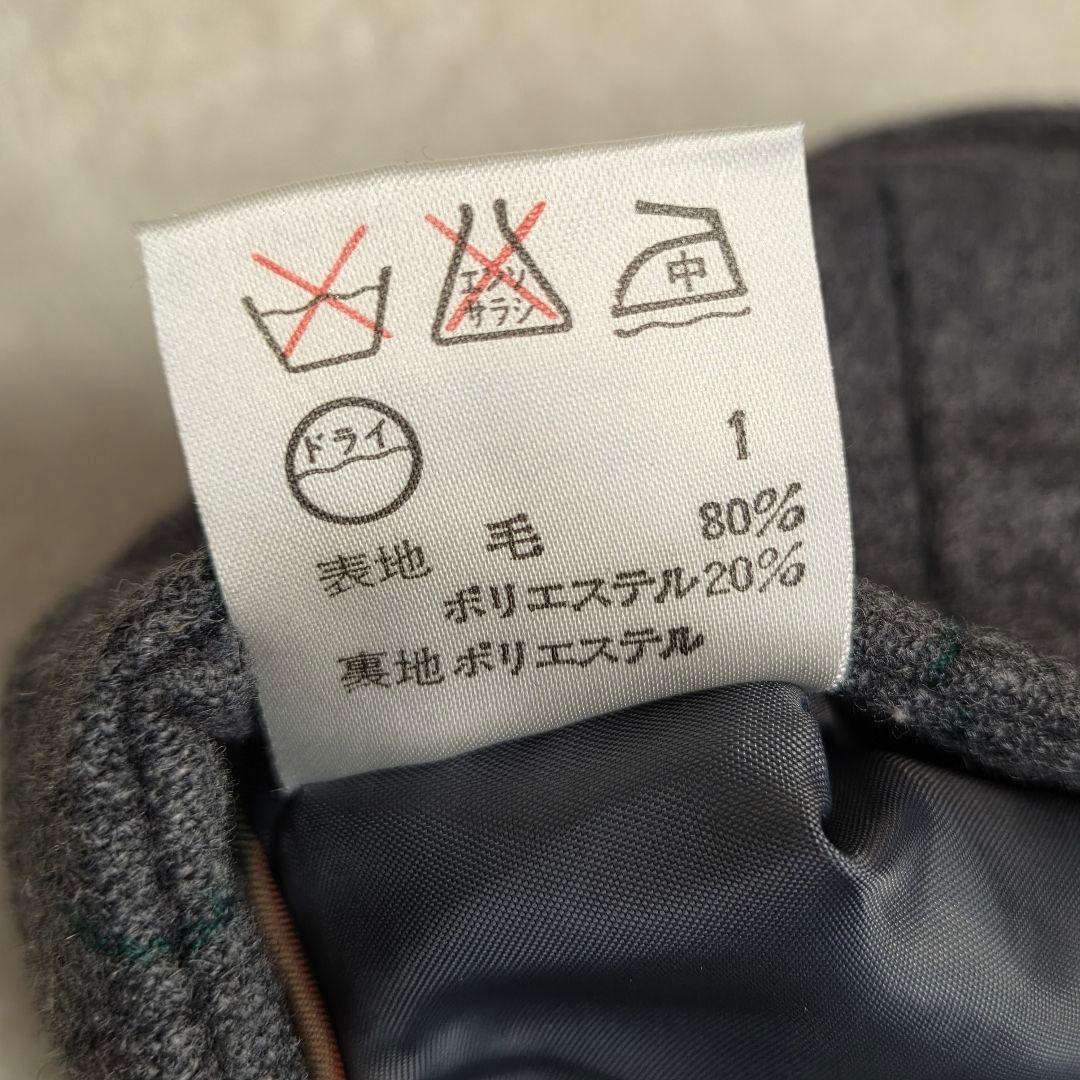 エンソ
サラシ
中
ドライ
1
表地 毛 80%
ポリエステル20%
裏地 ポリエステル